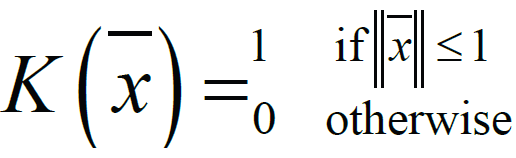 K(x̅) = 1 if ‖x̅‖ ≤ 1
0 otherwise